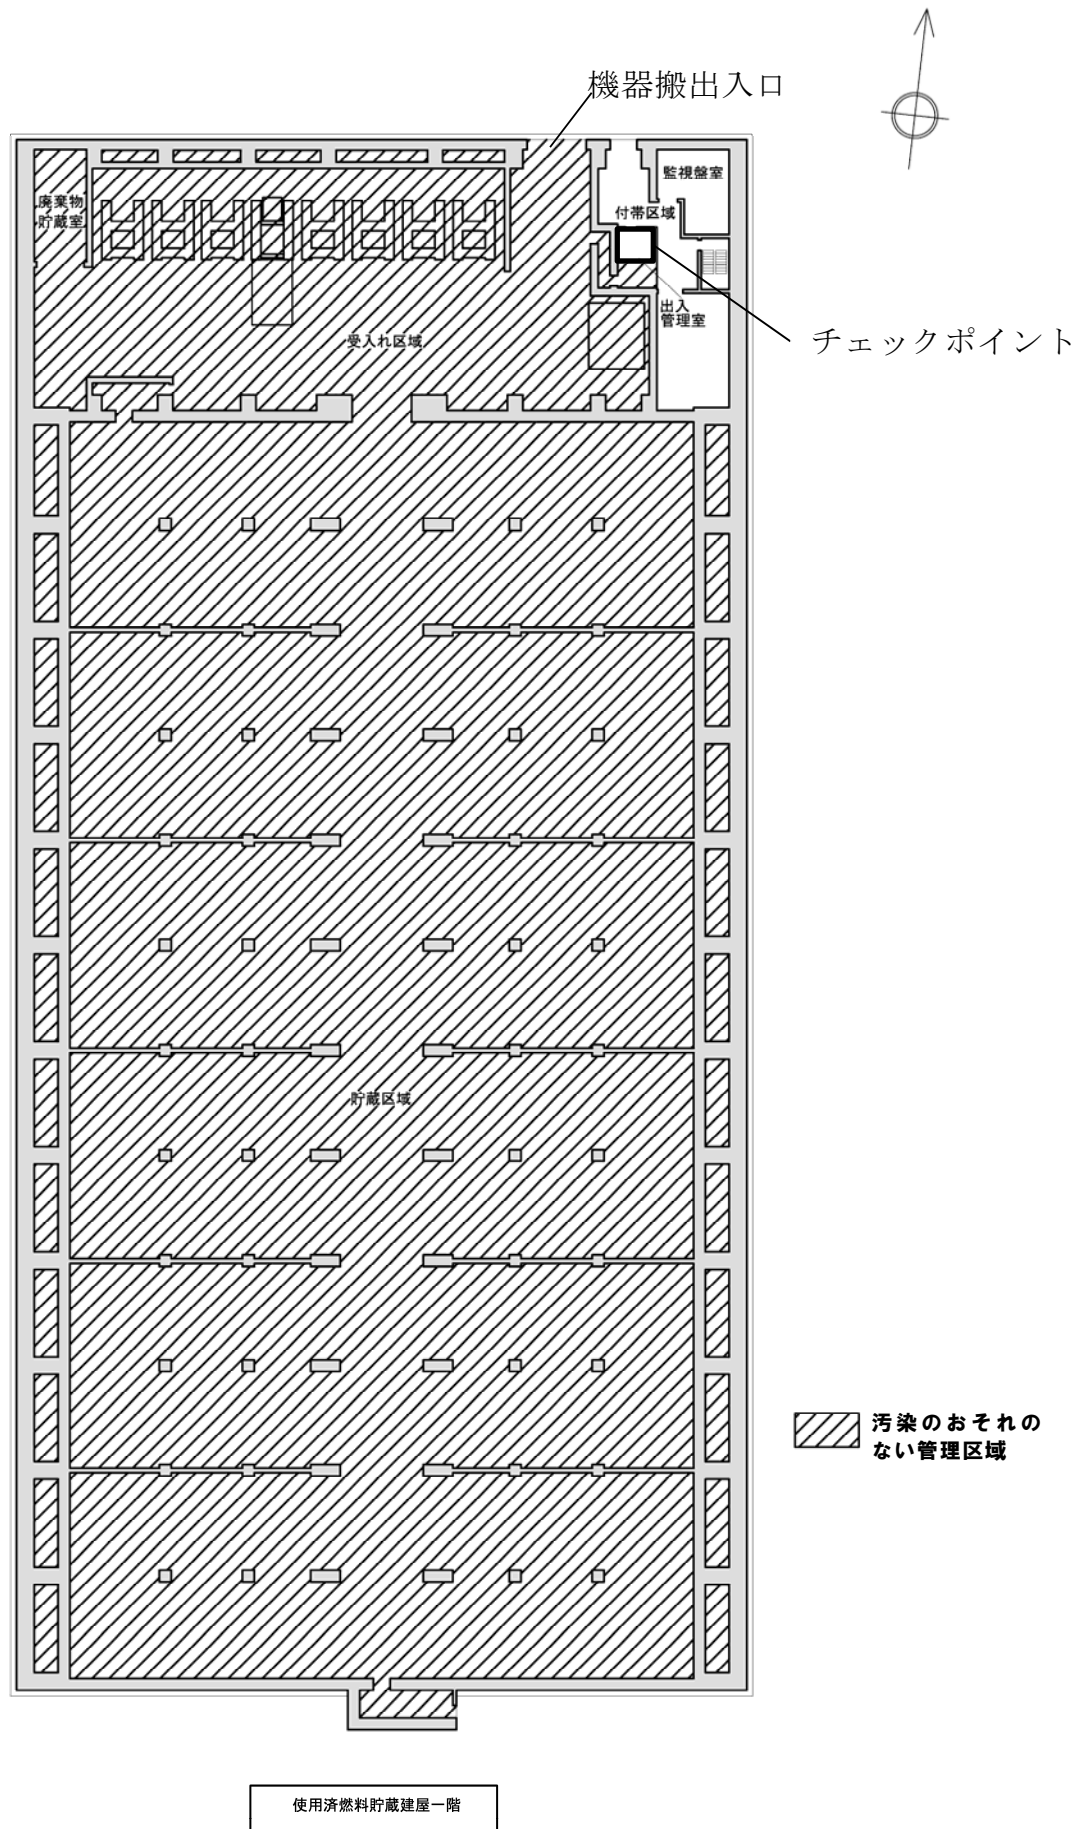 機器搬出入口
監視盤室
廃棄物
貯蔵室
付帯区域
出入
管理室
受入れ区域
チェックポイント
貯蔵区域
汚染のおそれの
ない管理区域
使用済燃料貯蔵建屋一階